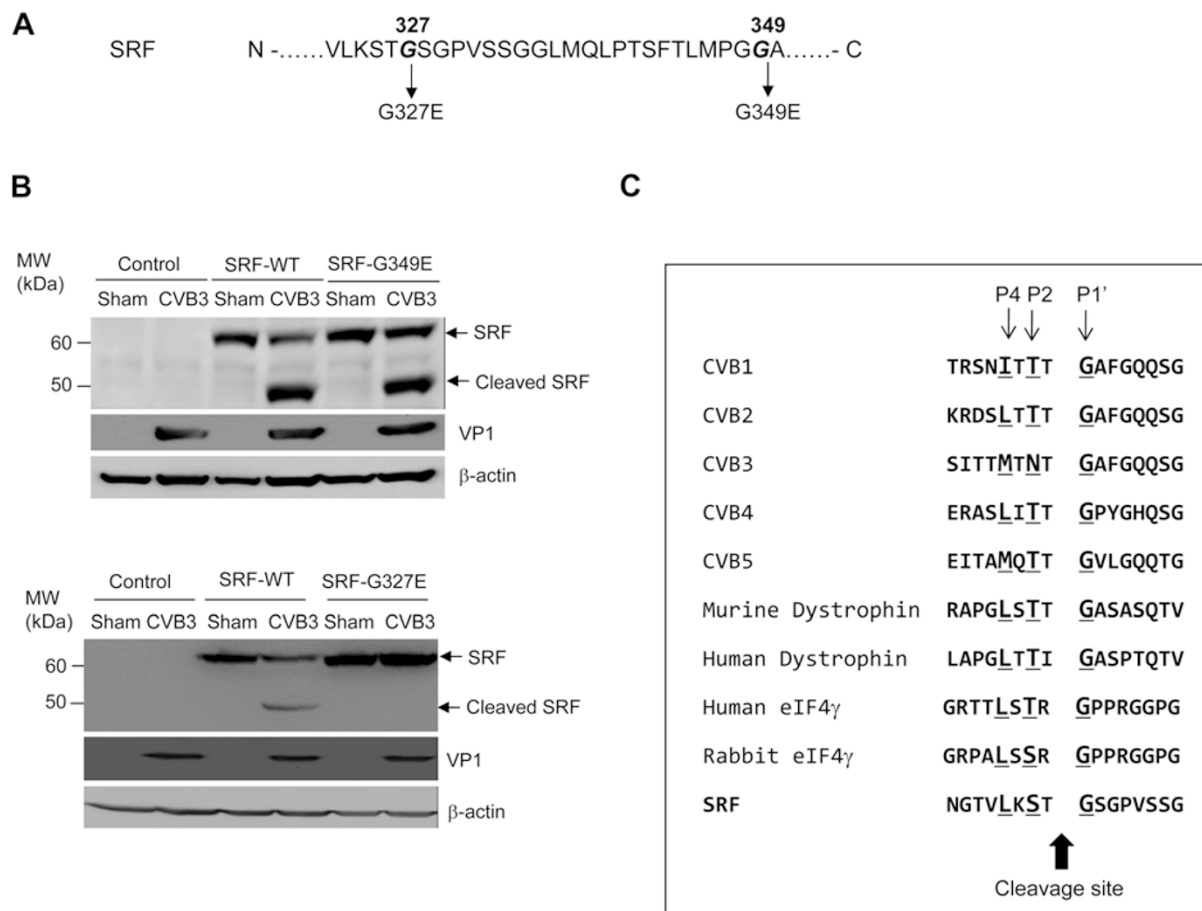 A
327 349
SRF N -……VLKSTGSGPVSSGGLMQLPTSFTLMPGGGA……- C
G327E G349E
B
MW
(kDa)
Control SRF-WT SRF-G349E
Sham CVB3 Sham CVB3 Sham CVB3
60
50
SRF
Cleaved SRF
VP1
β-actin
MW
(kDa)
Control SRF-WT SRF-G327E
Sham CVB3 Sham CVB3 Sham CVB3
60
50
SRF
Cleaved SRF
VP1
β-actin
C
P4 P2 P1’
CVB1 TRSNITTT GAFGQQSG
CVB2 KRDSLTTT GAFGQQSG
CVB3 SITTMTNT GAFGQQSG
CVB4 ERASLITT GPYGHQSG
CVB5 EITAMQTT GVLGQQTG
Murine Dystrophin RAPGLSTT GASASQTV
Human Dystrophin LAPGLTTI GASPTQTV
Human eIF4γ GRTTLSTR GPPRGGPG
Rabbit eIF4γ GRPALSSR GPPRGGPG
SRF NGTVLKST GSGPVSSG
Cleavage site